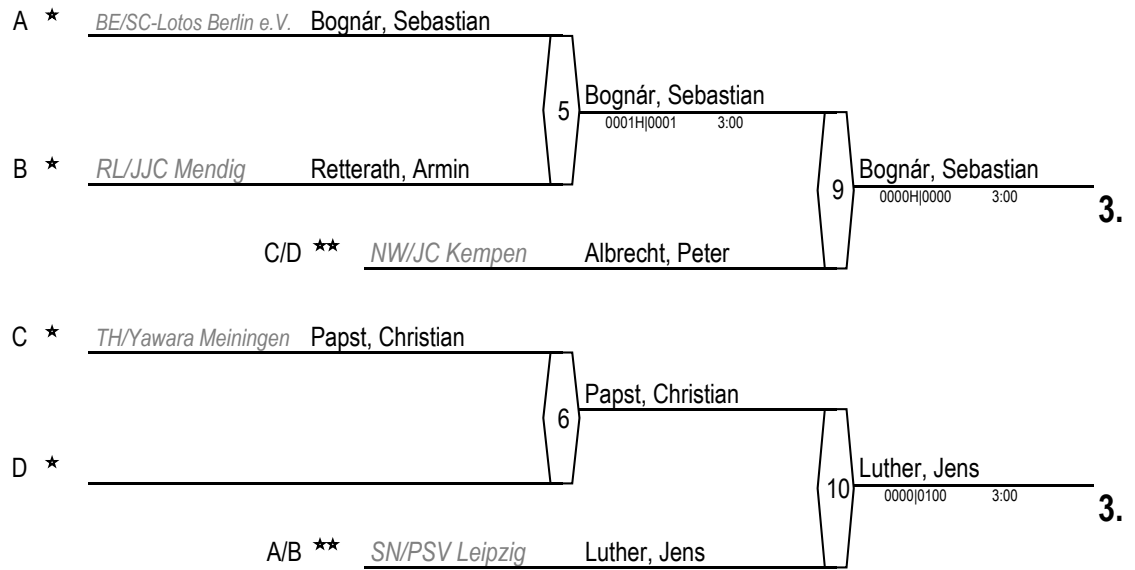 A ★ BE/SC-Lotos Berlin e.V. Bognár, Sebastian
5 Bognár, Sebastian
0001H|0001 3:00
B ★ RL/JJC Mendig Retterath, Armin
9 Bognár, Sebastian
0000H|0000 3:00
3.
C/D ★★ NW/JC Kempen Albrecht, Peter
C ★ TH/Yawara Meiningen Papst, Christian
6 Papst, Christian
D ★
10 Luther, Jens
0000|0100 3:00
3.
A/B ★★ SN/PSV Leipzig Luther, Jens